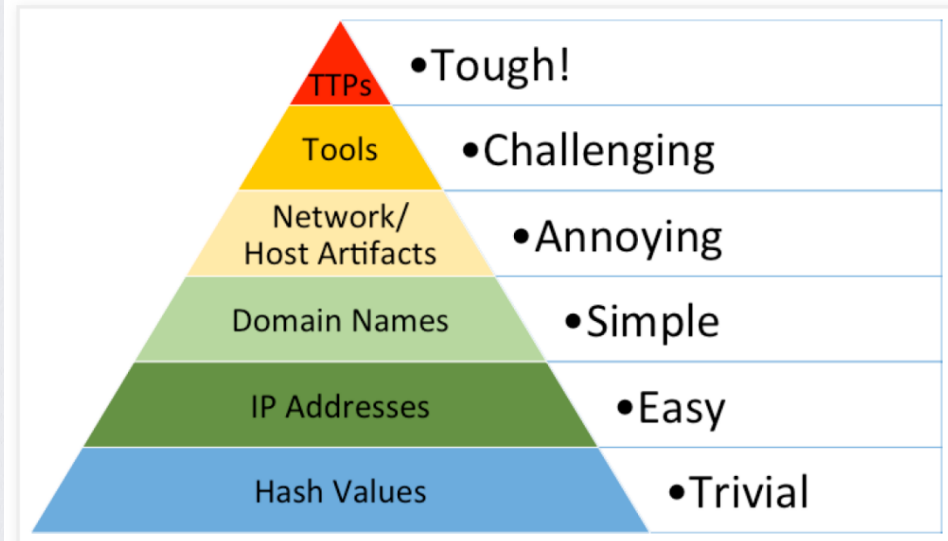 TTPs
•Tough!
Tools
•Challenging
Network/
Host Artifacts
•Annoying
Domain Names
•Simple
IP Addresses
•Easy
Hash Values
•Trivial